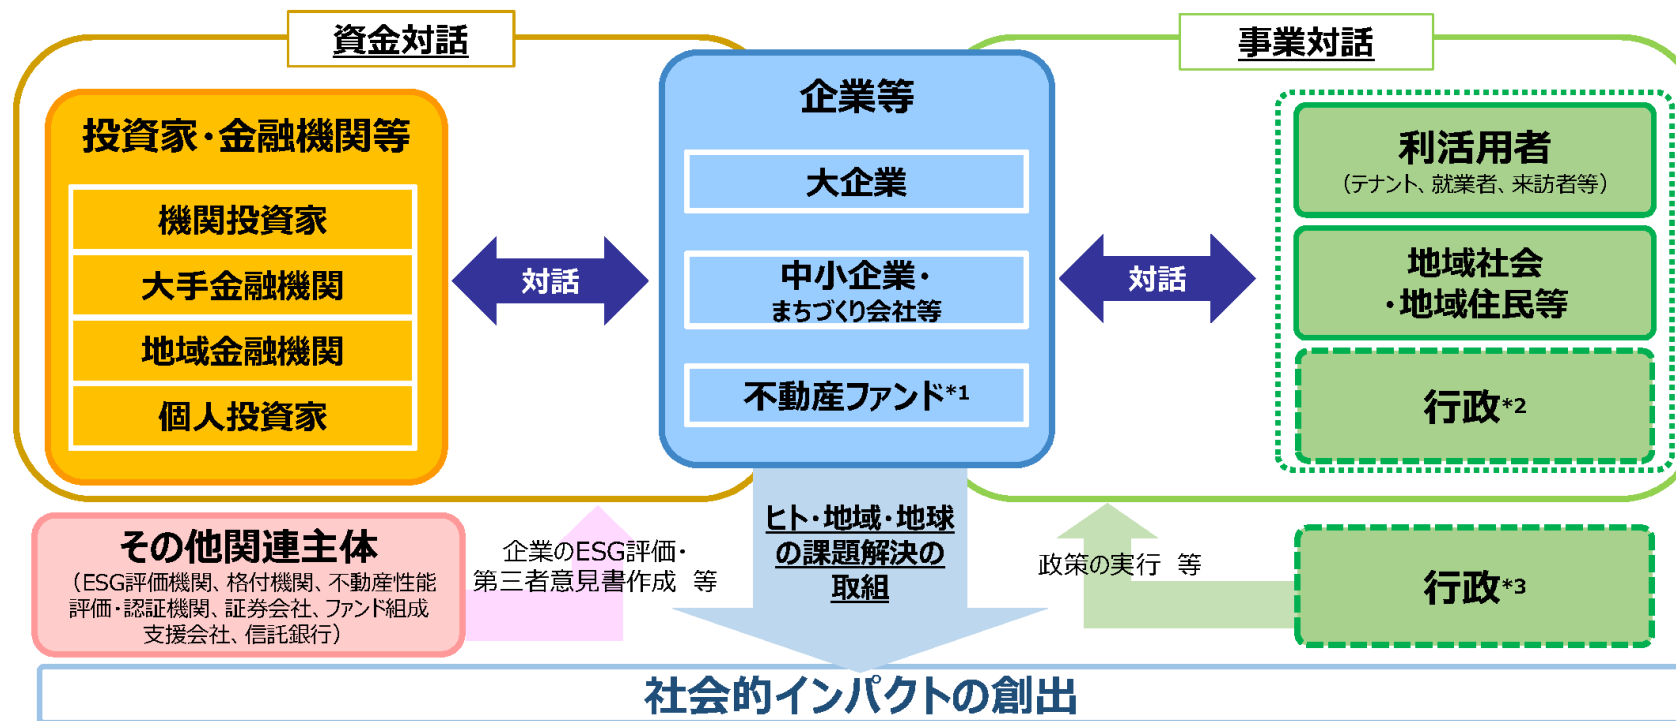 資金対話
事業対話
投資家・金融機関等
機関投資家
大手金融機関
地域金融機関
個人投資家
対話
企業等
大企業
中小企業・
まちづくり会社等
不動産ファンド*1
対話
利活用者
（テナント、就業者、来訪者等）
地域社会
・地域住民等
行政*2
その他関連主体
（ESG評価機関、格付機関、不動産性能
評価・認証機関、証券会社、ファンド組成
支援会社、信託銀行）
企業のESG評価・
第三者意見書作成 等
ヒト・地域・地球
の課題解決の
取組
政策の実行 等
行政*3
社会的インパクトの創出